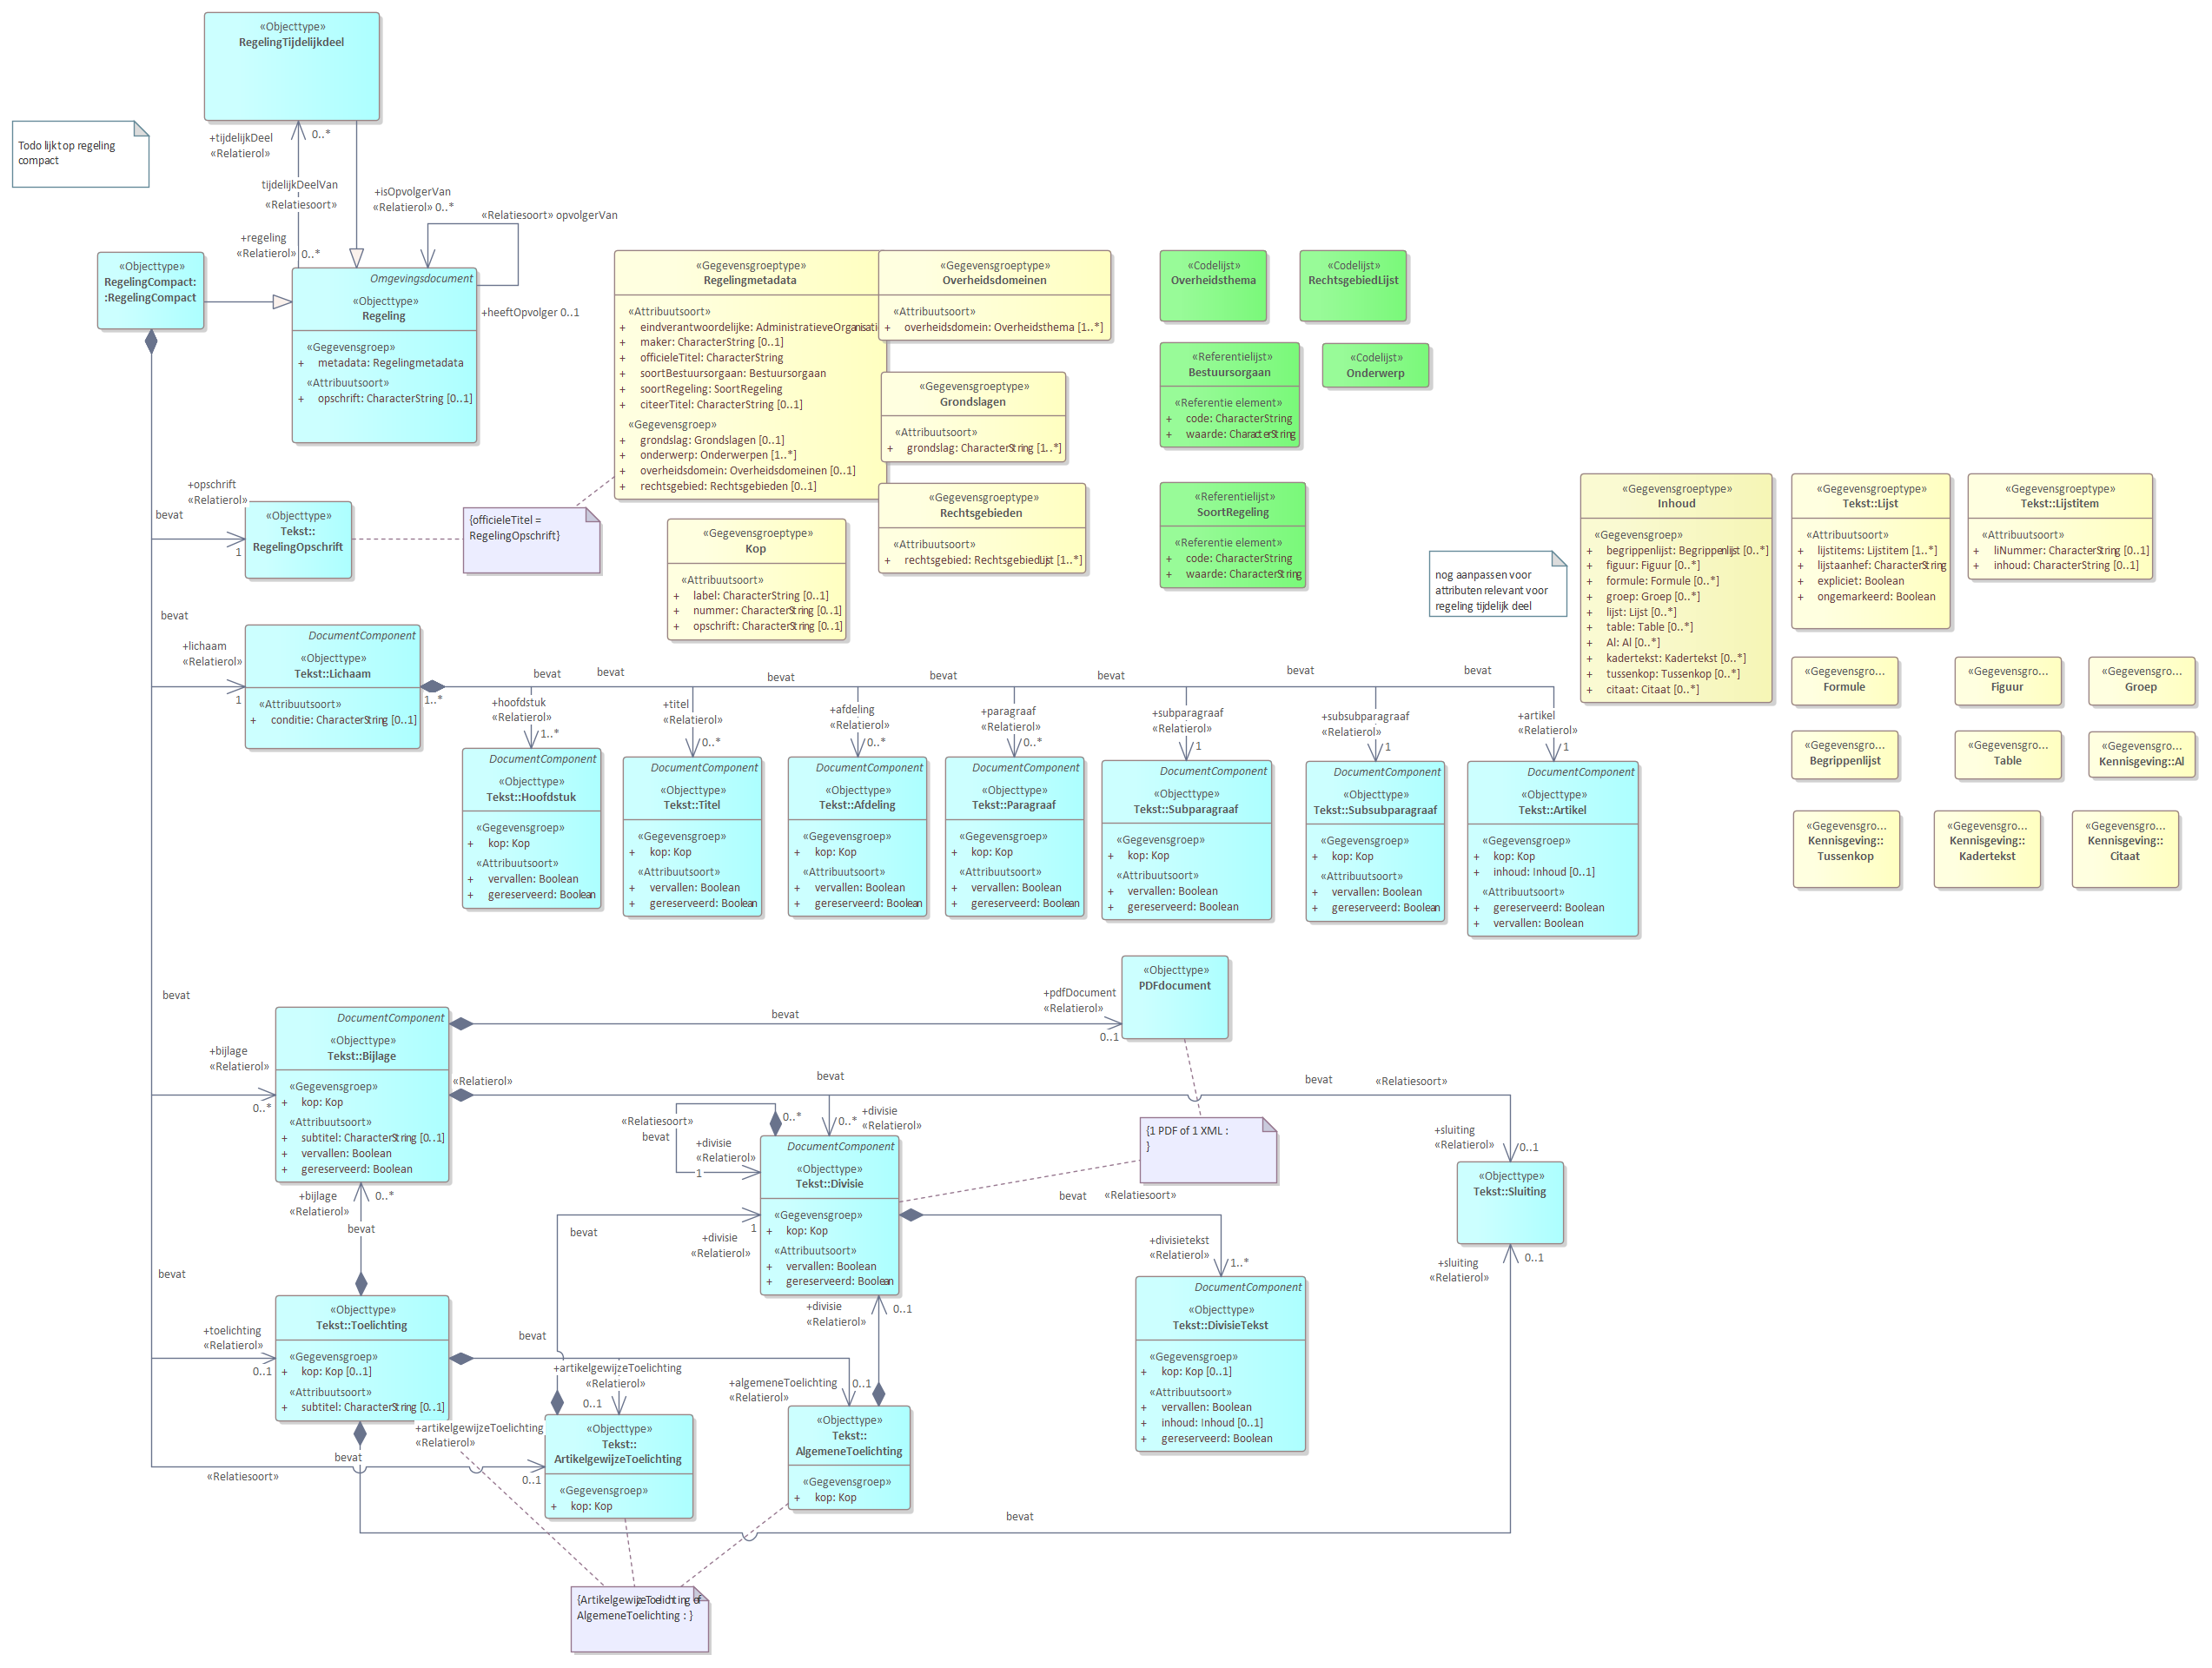 «Objecttype»
RegelingTijdelijkdeel
Todo lijkt op regeling
compact
+tijdelijkDeel
«Relatierol»
0..*
tijdelijkDeelVan
«Relatiesoort»
+regeling
«Relatierol»
0..*
+isOpvolgerVan
«Relatierol» 0..*
«Relatiesoort» opvolgerVan
+heeftOpvolger 0..1
«Objecttype»
RegelingCompact:
:RegelingCompact
Omgevingsdocument
«Objecttype»
Regeling
«Gegevensgroep»
+ metadata: Regelingmetadata
«Attribuutsoort»
+ opschrift: CharacterString [0..1]
«Gegevensgroeptype»
Regelingmetadata
«Attribuutsoort»
+ eindverantwoordelijke: AdministratieveOrganisati
+ maker: CharacterString [0..1]
+ officieleTitel: CharacterString
+ soortBestuursorgaan: Bestuursorgaan
+ soortRegeling: SoortRegeling
+ citeerTitel: CharacterString [0..1]
«Gegevensgroep»
+ grondslag: Grondslagen [0..1]
+ onderwerp: Onderwerpen [1..*]
+ overheidsdomein: Overheidsdomeinen [0..1]
+ rechtsgebied: Rechtsgebieden [0..1]
«Gegevensgroeptype»
Overheidsdomeinen
«Attribuutsoort»
+ overheidsdomein: Overheidsthema [1..*]
«Gegevensgroeptype»
Grondslagen
«Attribuutsoort»
+ grondslag: CharacterString [1..*]
«Gegevensgroeptype»
Rechtsgebieden
«Attribuutsoort»
+ rechtsgebied: RechtsgebiedLijst [1..*]
«Codelijst»
Overheidsthema
«Codelijst»
RechtsgebiedLijst
«Referentielijst»
Bestuursorgaan
«Referentie element»
+ code: CharacterString
+ waarde: CharacterString
«Codelijst»
Onderwerp
«Referentielijst»
SoortRegeling
«Referentie element»
+ code: CharacterString
+ waarde: CharacterString
+opschrift
«Relatierol»
bevat
1
«Objecttype»
Tekst::
RegelingOpschrift
{officieleTitel =
RegelingOpschrift}
«Gegevensgroeptype»
Kop
«Attribuutsoort»
+ label: CharacterString [0..1]
+ nummer: CharacterString [0..1]
+ opschrift: CharacterString [0..1]
nog aanpassen voor
attributen relevant voor
regeling tijdelijk deel
«Gegevensgroeptype»
Inhoud
«Gegevensgroep»
+ begrippenlijst: Begrippenlijst [0..*]
+ figuur: Figuur [0..*]
+ formule: Formule [0..*]
+ groep: Groep [0..*]
+ lijst: Lijst [0..*]
+ table: Table [0..*]
+ Al: Al [0..*]
+ kadertekst: Kadertekst [0..*]
+ tussenkop: Tussenkop [0..*]
+ citaat: Citaat [0..*]
«Gegevensgroeptype»
Tekst::Lijst
«Attribuutsoort»
+ lijstitems: Lijstitem [1..*]
+ lijstaanhef: CharacterString
+ expliciet: Boolean
+ ongemarkeerd: Boolean
«Gegevensgroeptype»
Tekst::Lijstitem
«Attribuutsoort»
+ liNummer: CharacterString [0..1]
+ inhoud: CharacterString [0..1]
«Gegevensgro...
Formule
«Gegevensgro...
Figuur
«Gegevensgro...
Groep
«Gegevensgro...
Begrippenlijst
«Gegevensgro...
Table
«Gegevensgro...
Kennisgeving::Al
«Gegevensgro...
Kennisgeving::
Tussenkop
«Gegevensgro...
Kennisgeving::
Kadertekst
«Gegevensgro...
Kennisgeving::
Citaat
bevat
+lichaam
«Relatierol»
1
DocumentComponent
«Objecttype»
Tekst::Lichaam
«Attribuutsoort»
+ conditie: CharacterString [0..1]
1..*
bevat
bevat
bevat
bevat
bevat
bevat
bevat
+hoofdstuk
«Relatierol»
1..*
+titel
«Relatierol»
0..*
+afdeling
«Relatierol»
0..*
+paragraaf
«Relatierol»
0..*
+subparagraaf
«Relatierol»
1
+subsubparagraaf
«Relatierol»
1
+artikel
«Relatierol»
1
DocumentComponent
«Objecttype»
Tekst::Hoofdstuk
«Gegevensgroep»
+ kop: Kop
«Attribuutsoort»
+ vervallen: Boolean
+ gereserveerd: Boolean
DocumentComponent
«Objecttype»
Tekst::Titel
«Gegevensgroep»
+ kop: Kop
«Attribuutsoort»
+ vervallen: Boolean
+ gereserveerd: Boolean
DocumentComponent
«Objecttype»
Tekst::Afdeling
«Gegevensgroep»
+ kop: Kop
«Attribuutsoort»
+ vervallen: Boolean
+ gereserveerd: Boolean
DocumentComponent
«Objecttype»
Tekst::Paragraaf
«Gegevensgroep»
+ kop: Kop
«Attribuutsoort»
+ vervallen: Boolean
+ gereserveerd: Boolean
DocumentComponent
«Objecttype»
Tekst::Subparagraaf
«Gegevensgroep»
+ kop: Kop
«Attribuutsoort»
+ vervallen: Boolean
+ gereserveerd: Boolean
DocumentComponent
«Objecttype»
Tekst::Subsubparagraaf
«Gegevensgroep»
+ kop: Kop
«Attribuutsoort»
+ vervallen: Boolean
+ gereserveerd: Boolean
DocumentComponent
«Objecttype»
Tekst::Artikel
«Gegevensgroep»
+ kop: Kop
+ inhoud: Inhoud [0..1]
«Attribuutsoort»
+ gereserveerd: Boolean
+ vervallen: Boolean
bevat
+bijlage
«Relatierol»
0..*
DocumentComponent
«Objecttype»
Tekst::Bijlage
«Gegevensgroep»
+ kop: Kop
«Attribuutsoort»
+ subtitel: CharacterString [0..1]
+ vervallen: Boolean
+ gereserveerd: Boolean
bevat
+pdfDocument
«Relatierol»
0..1
«Objecttype»
PDFdocument
«Relatierol»
bevat
bevat
«Relatiesoort»
«Relatiesoort»
bevat
0..*
+divisie
«Relatierol»
1
0..*
+divisie
«Relatierol»
{1 PDF of 1 XML :
}
+sluiting
«Relatierol»
0..1
«Objecttype»
Tekst::Sluiting
DocumentComponent
«Objecttype»
Tekst::Divisie
«Gegevensgroep»
+ kop: Kop
«Attribuutsoort»
+ vervallen: Boolean
+ gereserveerd: Boolean
bevat
«Relatiesoort»
+bijlage
«Relatierol»
0..*
bevat
bevat
1
+divisie
«Relatierol»
+divisietekst
«Relatierol»
1..*
+sluiting
«Relatierol»
0..1
bevat
+toelichting
«Relatierol»
0..1
«Objecttype»
Tekst::Toelichting
«Gegevensgroep»
+ kop: Kop [0..1]
«Attribuutsoort»
+ subtitel: CharacterString [0..1]
+divisie
«Relatierol»
0..1
DocumentComponent
«Objecttype»
Tekst::DivisieTekst
«Gegevensgroep»
+ kop: Kop [0..1]
«Attribuutsoort»
+ vervallen: Boolean
+ inhoud: Inhoud [0..1]
+ gereserveerd: Boolean
bevat
+artikelgewijzeToelichting
«Relatierol»
0..1
+algemeneToelichting
«Relatierol»
0..1
+artikelgewijzeToelichting
«Relatierol»
bevat
«Relatiesoort»
0..1
«Objecttype»
Tekst::
ArtikelgewijzeToelichting
«Gegevensgroep»
+ kop: Kop
«Objecttype»
Tekst::
AlgemeneToelichting
«Gegevensgroep»
+ kop: Kop
bevat
{ArtikelgewijzeToelichting of
AlgemeneToelichting : }